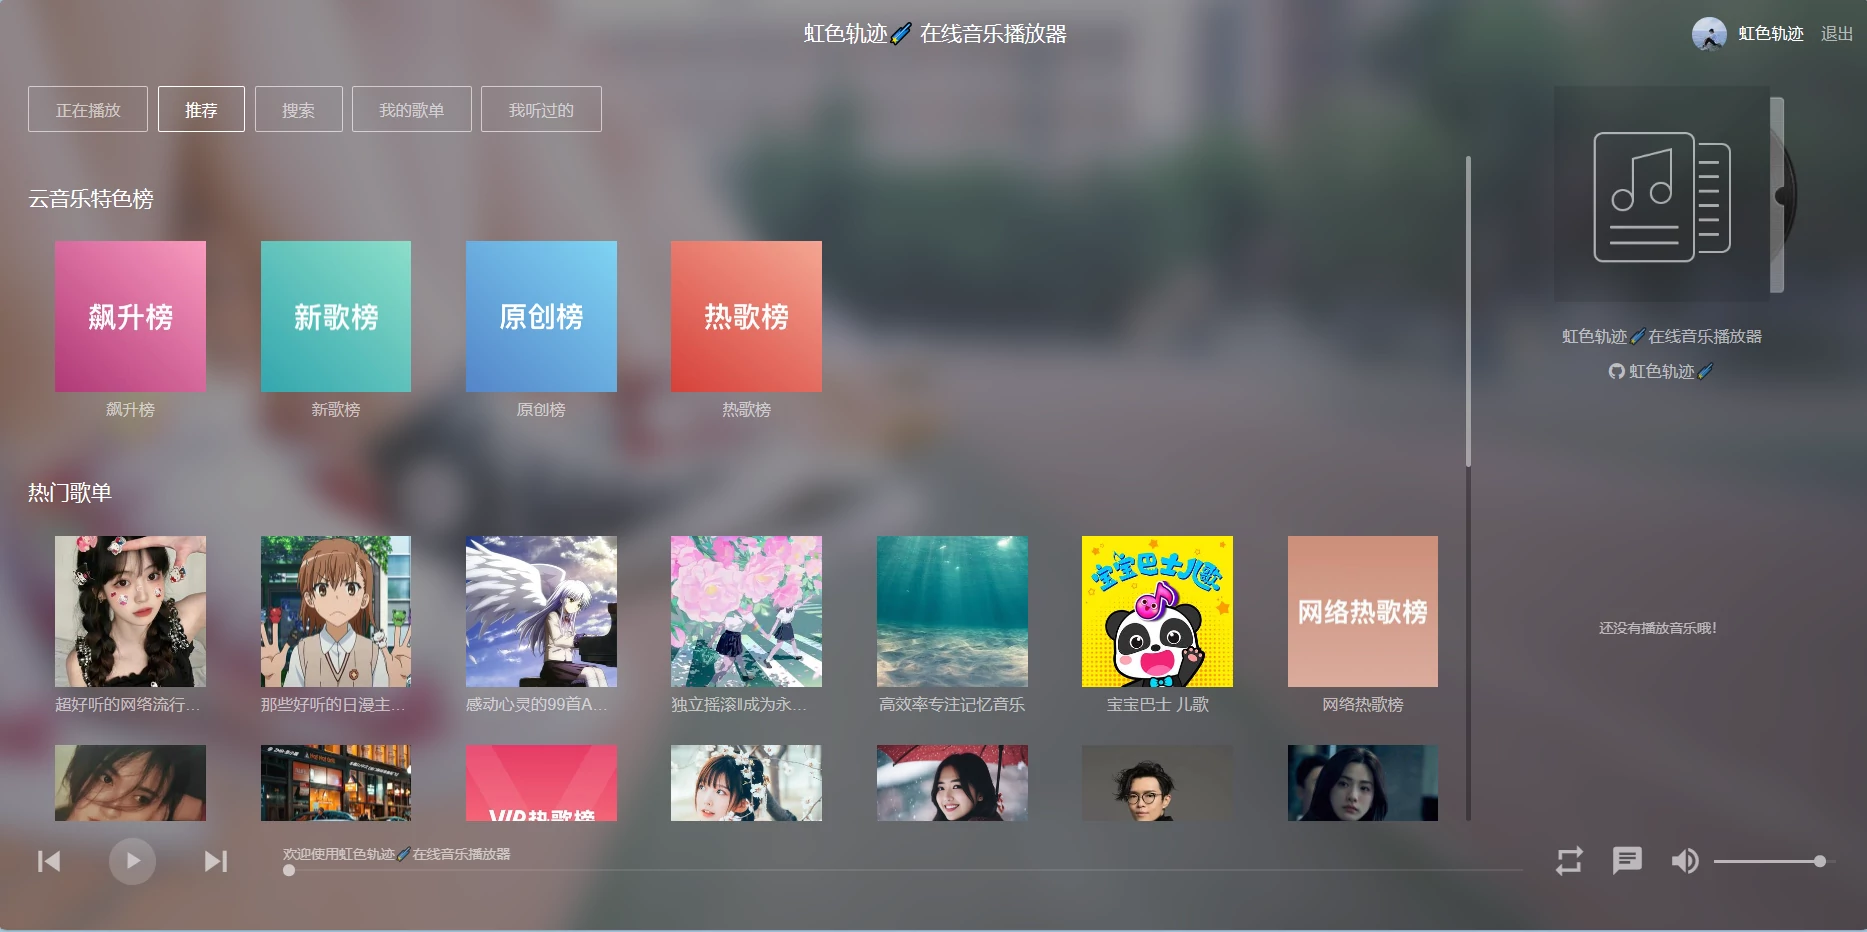 虹色轨迹 在线音乐播放器
虹色轨迹 退出
正在播放 推荐 搜索 我的歌单 我听过的
云音乐特色榜
飙升榜 新歌榜 原创榜 热歌榜
飙升榜 新歌榜 原创榜 热歌榜
虹色轨迹 在线音乐播放器
虹色轨迹
热门歌单
宝宝巴士儿歌
网络热歌榜
超好听的网络流行... 那些好听的日漫主... 感动心灵的99首A... 独立摇滚‖成为永... 高效率专注记忆音乐 宝宝巴士 儿歌 网络热歌榜
还没有播放音乐哦!
VIP热歌榜
欢迎使用虹色轨迹 在线音乐播放器